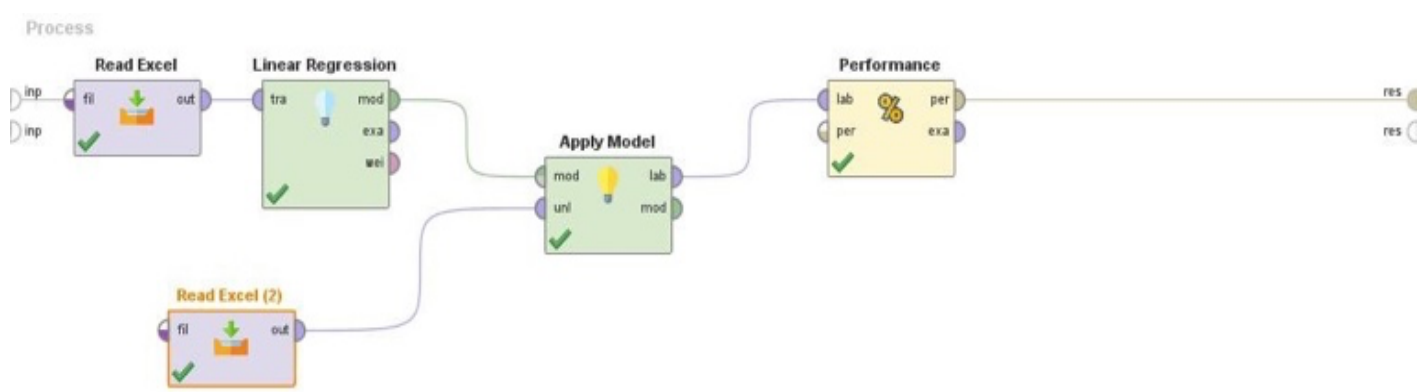 Process
Read Excel
inp
fil
out
inp
Linear Regression
tra
mod
exa
wei
Apply Model
mod
lab
unl
mod
Performance
lab
per
per
exa
res
res
Read Excel (2)
fil
out